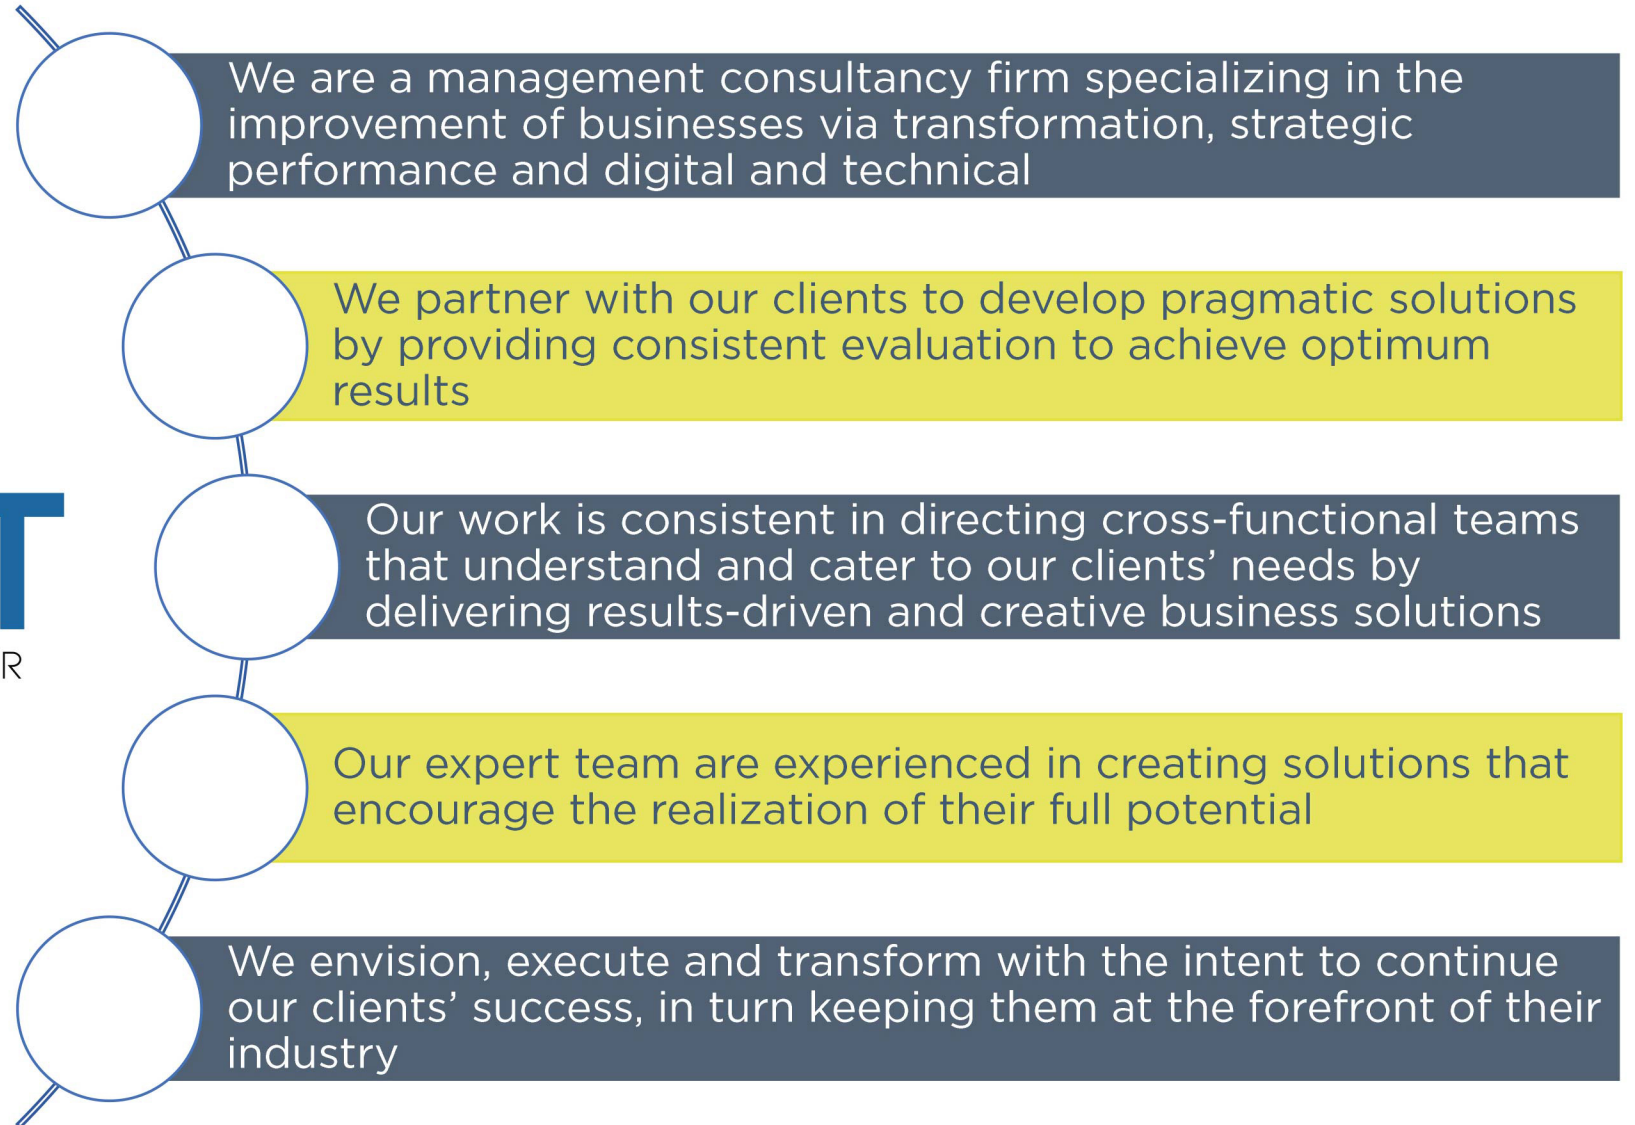 We are a management consultancy firm specializing in the
improvement of businesses via transformation, strategic
performance and digital and technical
We partner with our clients to develop pragmatic solutions
by providing consistent evaluation to achieve optimum
results
T
R
Our work is consistent in directing cross-functional teams
that understand and cater to our clients’ needs by
delivering results-driven and creative business solutions
Our expert team are experienced in creating solutions that
encourage the realization of their full potential
We envision, execute and transform with the intent to continue
our clients’ success, in turn keeping them at the forefront of their
industry